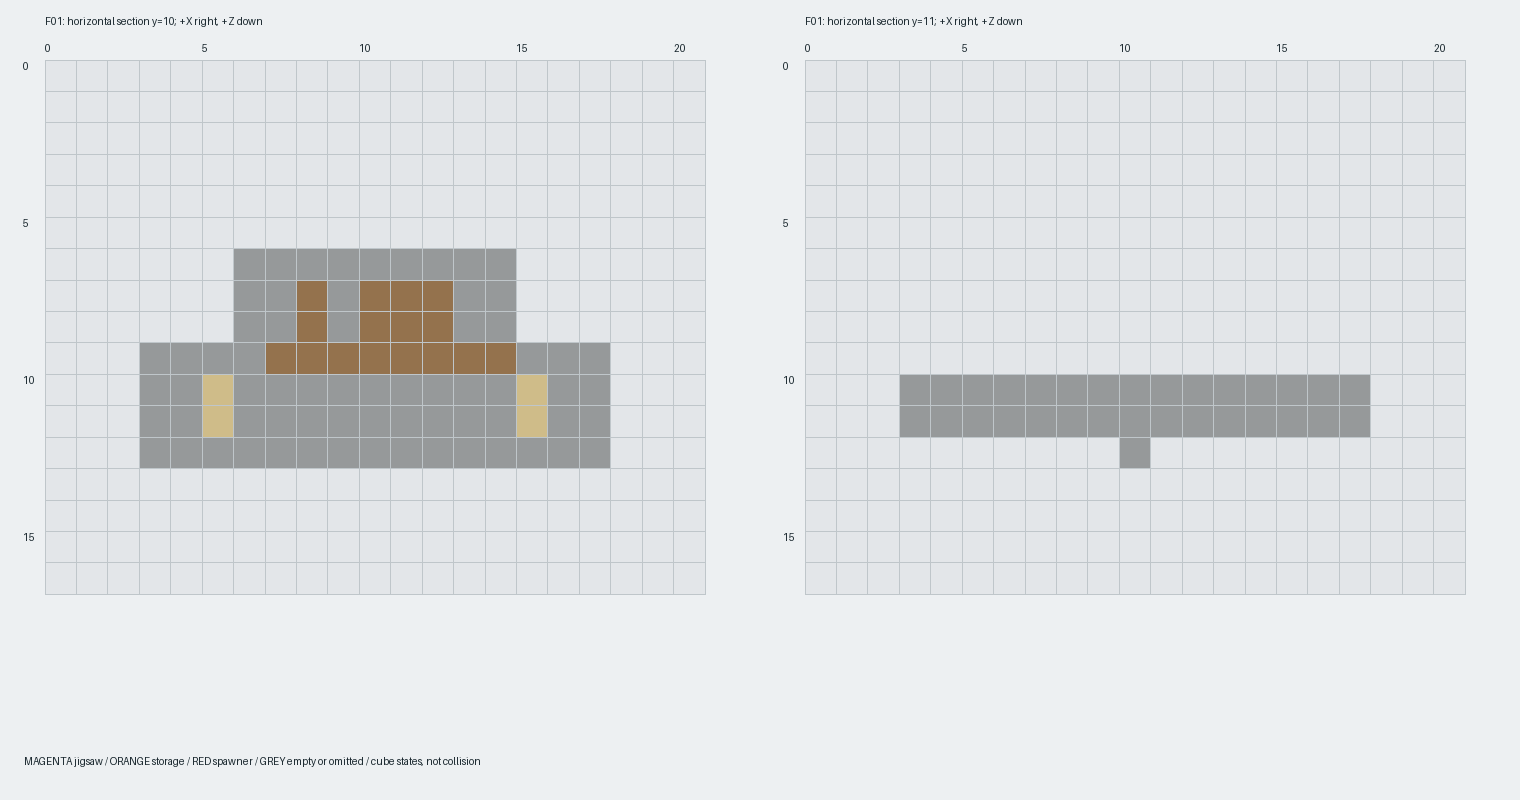 F01: horizontal section y=10; +X right, +Z down
F01: horizontal section y=11; +X right, +Z down
0 5 10 15 20
0 5 10 15 20
0
0
5
5
10
10
15
15
MAGENTA jigsaw / ORANGE storage / RED spawner / GREY empty or omitted / cube states, not collision